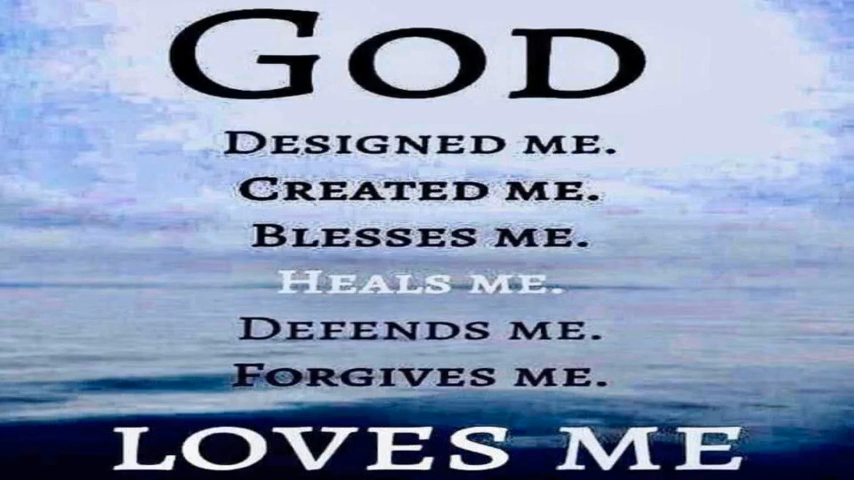 GOD
DESIGNED ME.
CREATED ME.
BLESSES ME.
HEALS ME.
DEFENDS ME.
FORGIVES ME.
LOVES ME